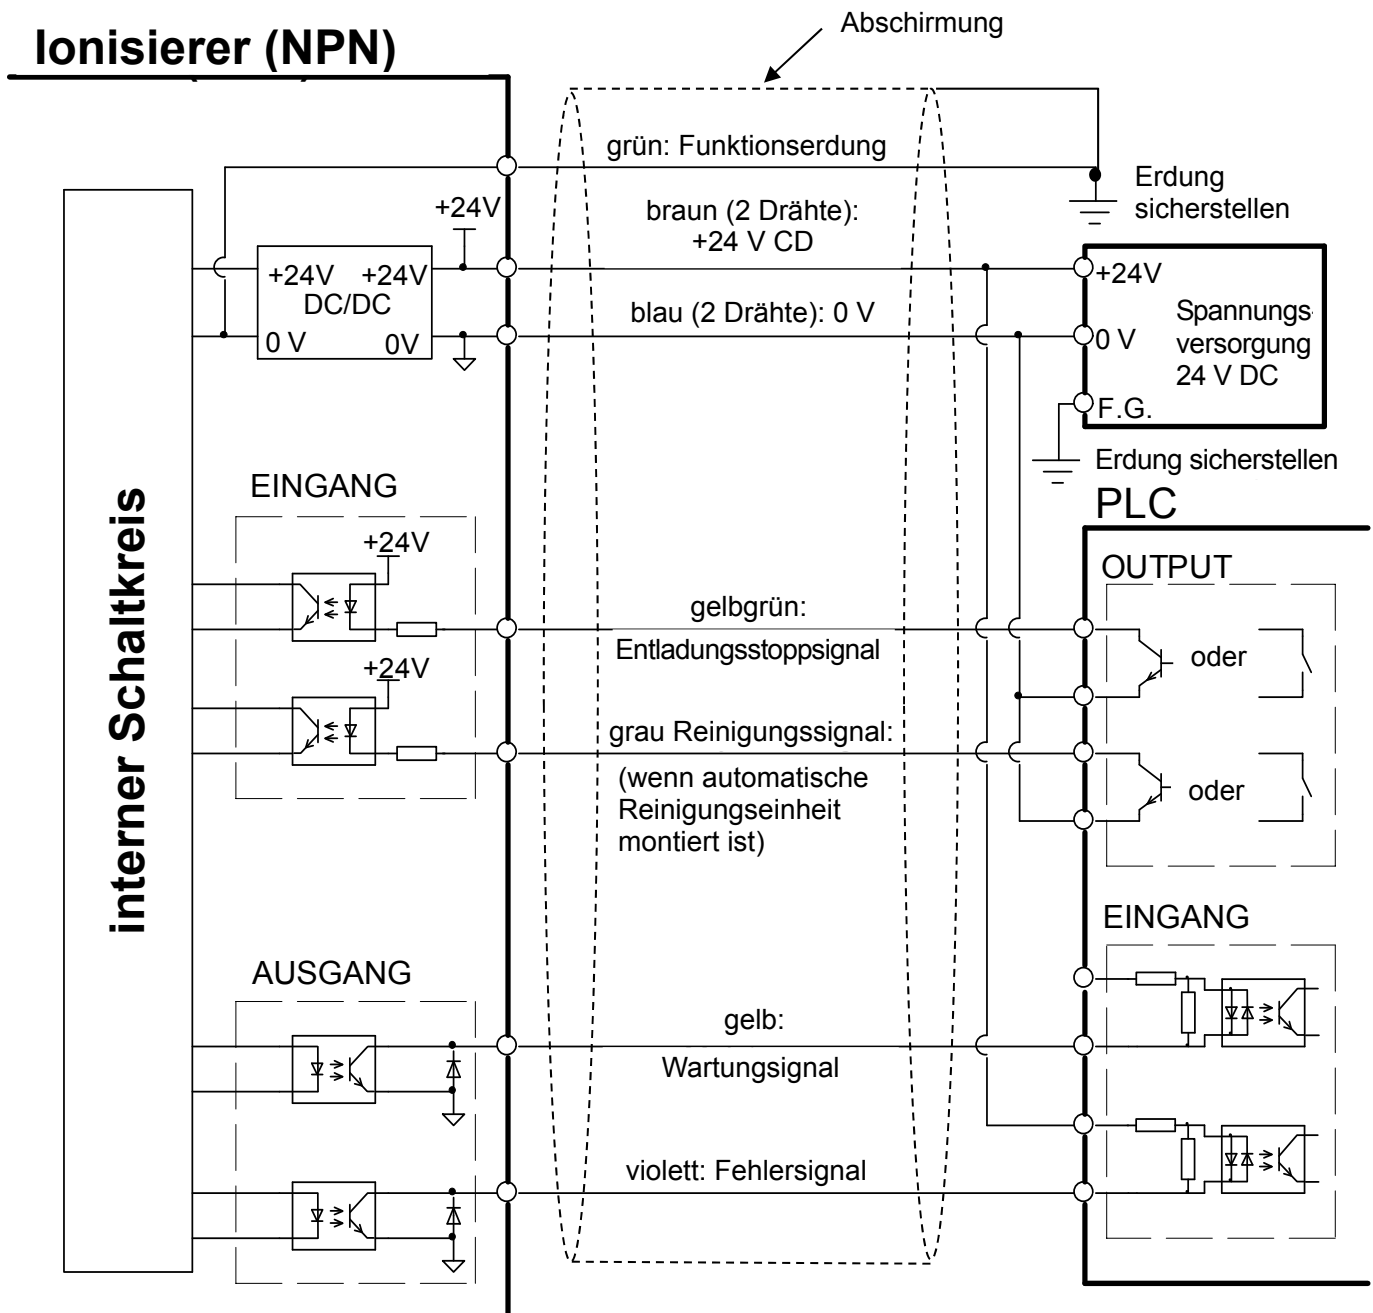 Abschirmung
Ionisierer (NPN)
grün: Funktionserdung
Erdung
sicherstellen
+24V
braun (2 Drähte):
+24 V CD
+24V +24V
DC/DC
0 V 0V
blau (2 Drähte): 0 V
+24V
0 V
F.G.
Spannungs-
versorgung
24 V DC
Erdung sicherstellen
PLC
interner Schaltkreis
EINGANG
+24V
+24V
gelbgrün:
Entladungsstoppsignal
grau Reinigungssignal:
(wenn automatische
Reinigungseinheit
montiert ist)
OUTPUT
oder
oder
EINGANG
AUSGANG
gelb:
Wartungsignal
violett: Fehlersignal